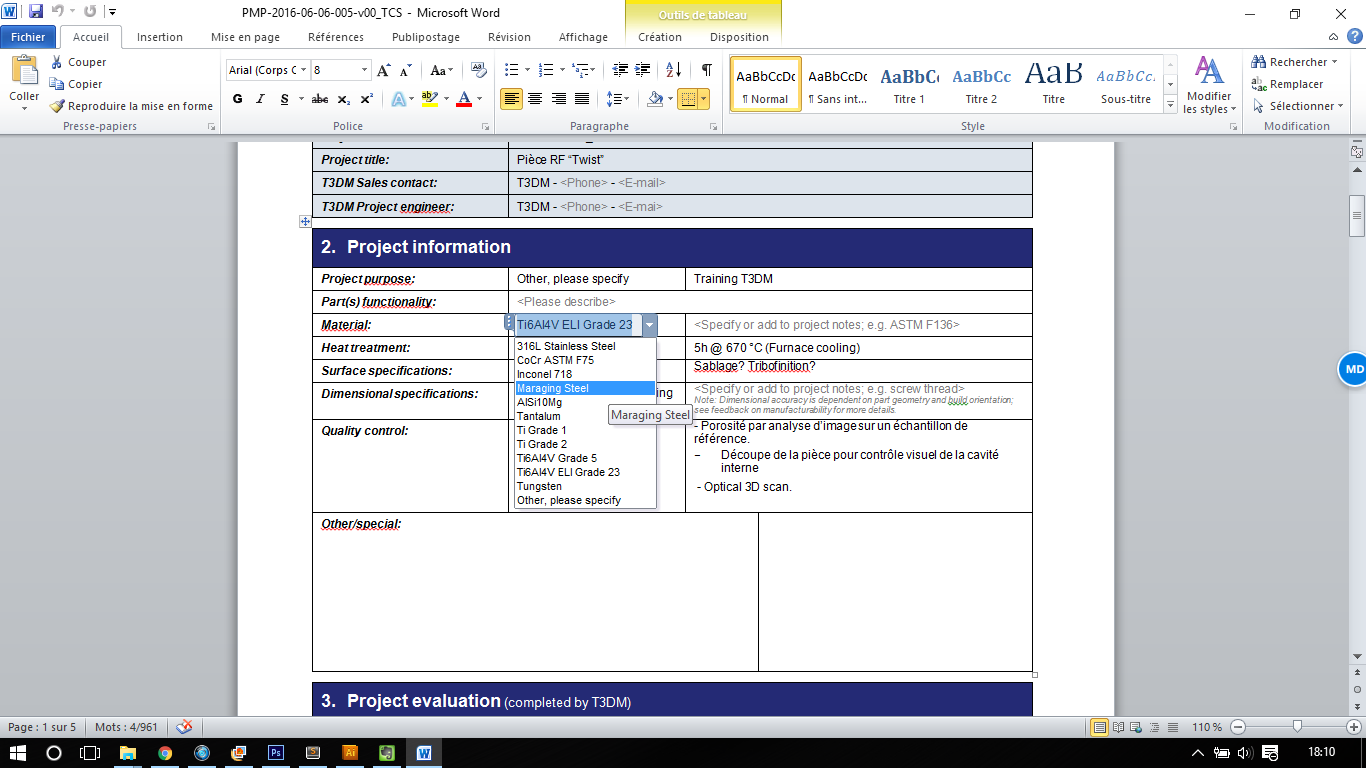 PMP-2016-06-06-005-v00_TCS - Microsoft Word
Outils de tableau
Fichier Accueil Insertion Mise en page Références Publipostage Révision Affichage Création Disposition
Coller
Couper
Copier
Reproduire la mise en forme
Presse-papiers
Arial (Corps C 8
G I S abc x₂ x²
Police
Paragraphe
AaBbCcDc AaBbCcDc AaBbCc AaBbCc AaB AaBbCc.
¶ Normal ¶ Sans int... Titre 1 Titre 2 Titre Sous-titre
Modifier les styles
Style
Rechercher
Remplacer
Sélectionner
Modification
Project title: Pièce RF “Twist”
T3DM Sales contact: T3DM - <Phone> - <E-mail>
T3DM Project engineer: T3DM - <Phone> - <E-mai>
2. Project information
Project purpose: Other, please specify Training T3DM
Part(s) functionality: <Please describe>
Material: Ti6Al4V ELI Grade 23 <Specify or add to project notes; e.g. ASTM F136>
Heat treatment: 5h @ 670 °C (Furnace cooling)
Surface specifications: Sablage? Tribofinition?
Dimensional specifications: ing <Specify or add to project notes; e.g. screw thread>
Note: Dimensional accuracy is dependent on part geometry and build orientation;
see feedback on manufacturability for more details.
316L Stainless Steel
CoCr ASTM F75
Inconel 718
Maraging Steel
AlSi10Mg
Tantalum
Ti Grade 1
Ti Grade 2
Ti6Al4V Grade 5
Ti6Al4V ELI Grade 23
Tungsten
Other, please specify
Maraging Steel
Quality control: - Porosité par analyse d’image sur un échantillon de
référence.
– Découpe de la pièce pour contrôle visuel de la cavité
interne
- Optical 3D scan.
Other/special:
3. Project evaluation (completed by T3DM)
MD
Page : 1 sur 5 Mots : 4/961 110 %
18:10